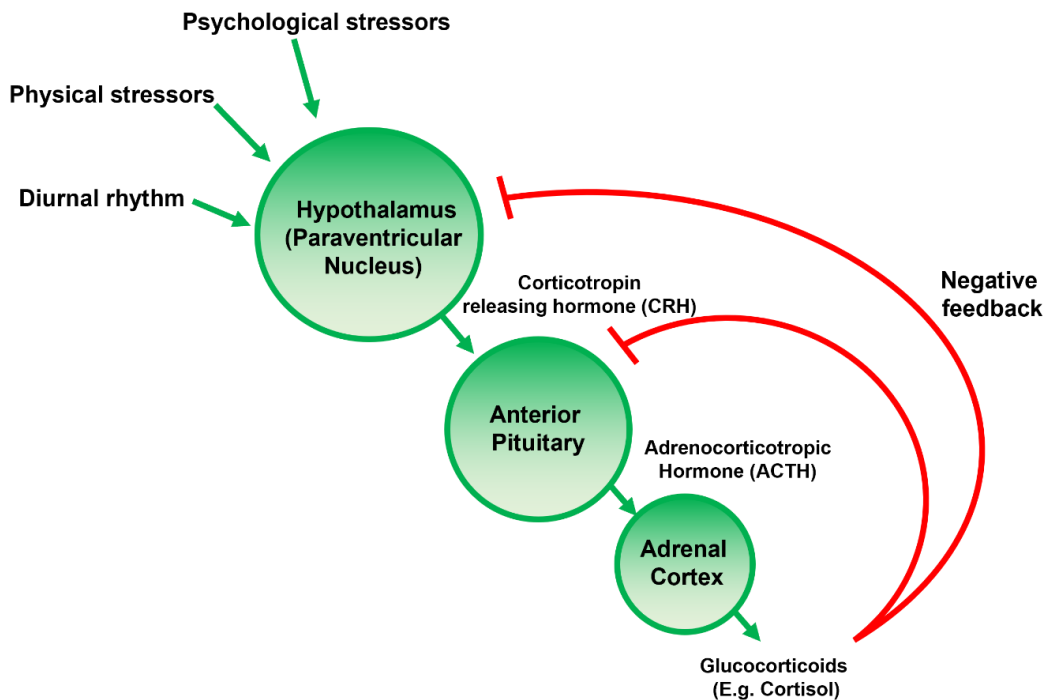 Psychological stressors
Physical stressors
Diurnal rhythm
Hypothalamus
(Paraventricular
Nucleus)
Corticotropin
releasing hormone (CRH)
Negative
feedback
Anterior
Pituitary
Adrenocorticotropic
Hormone (ACTH)
Adrenal
Cortex
Glucocorticoids
(E.g. Cortisol)